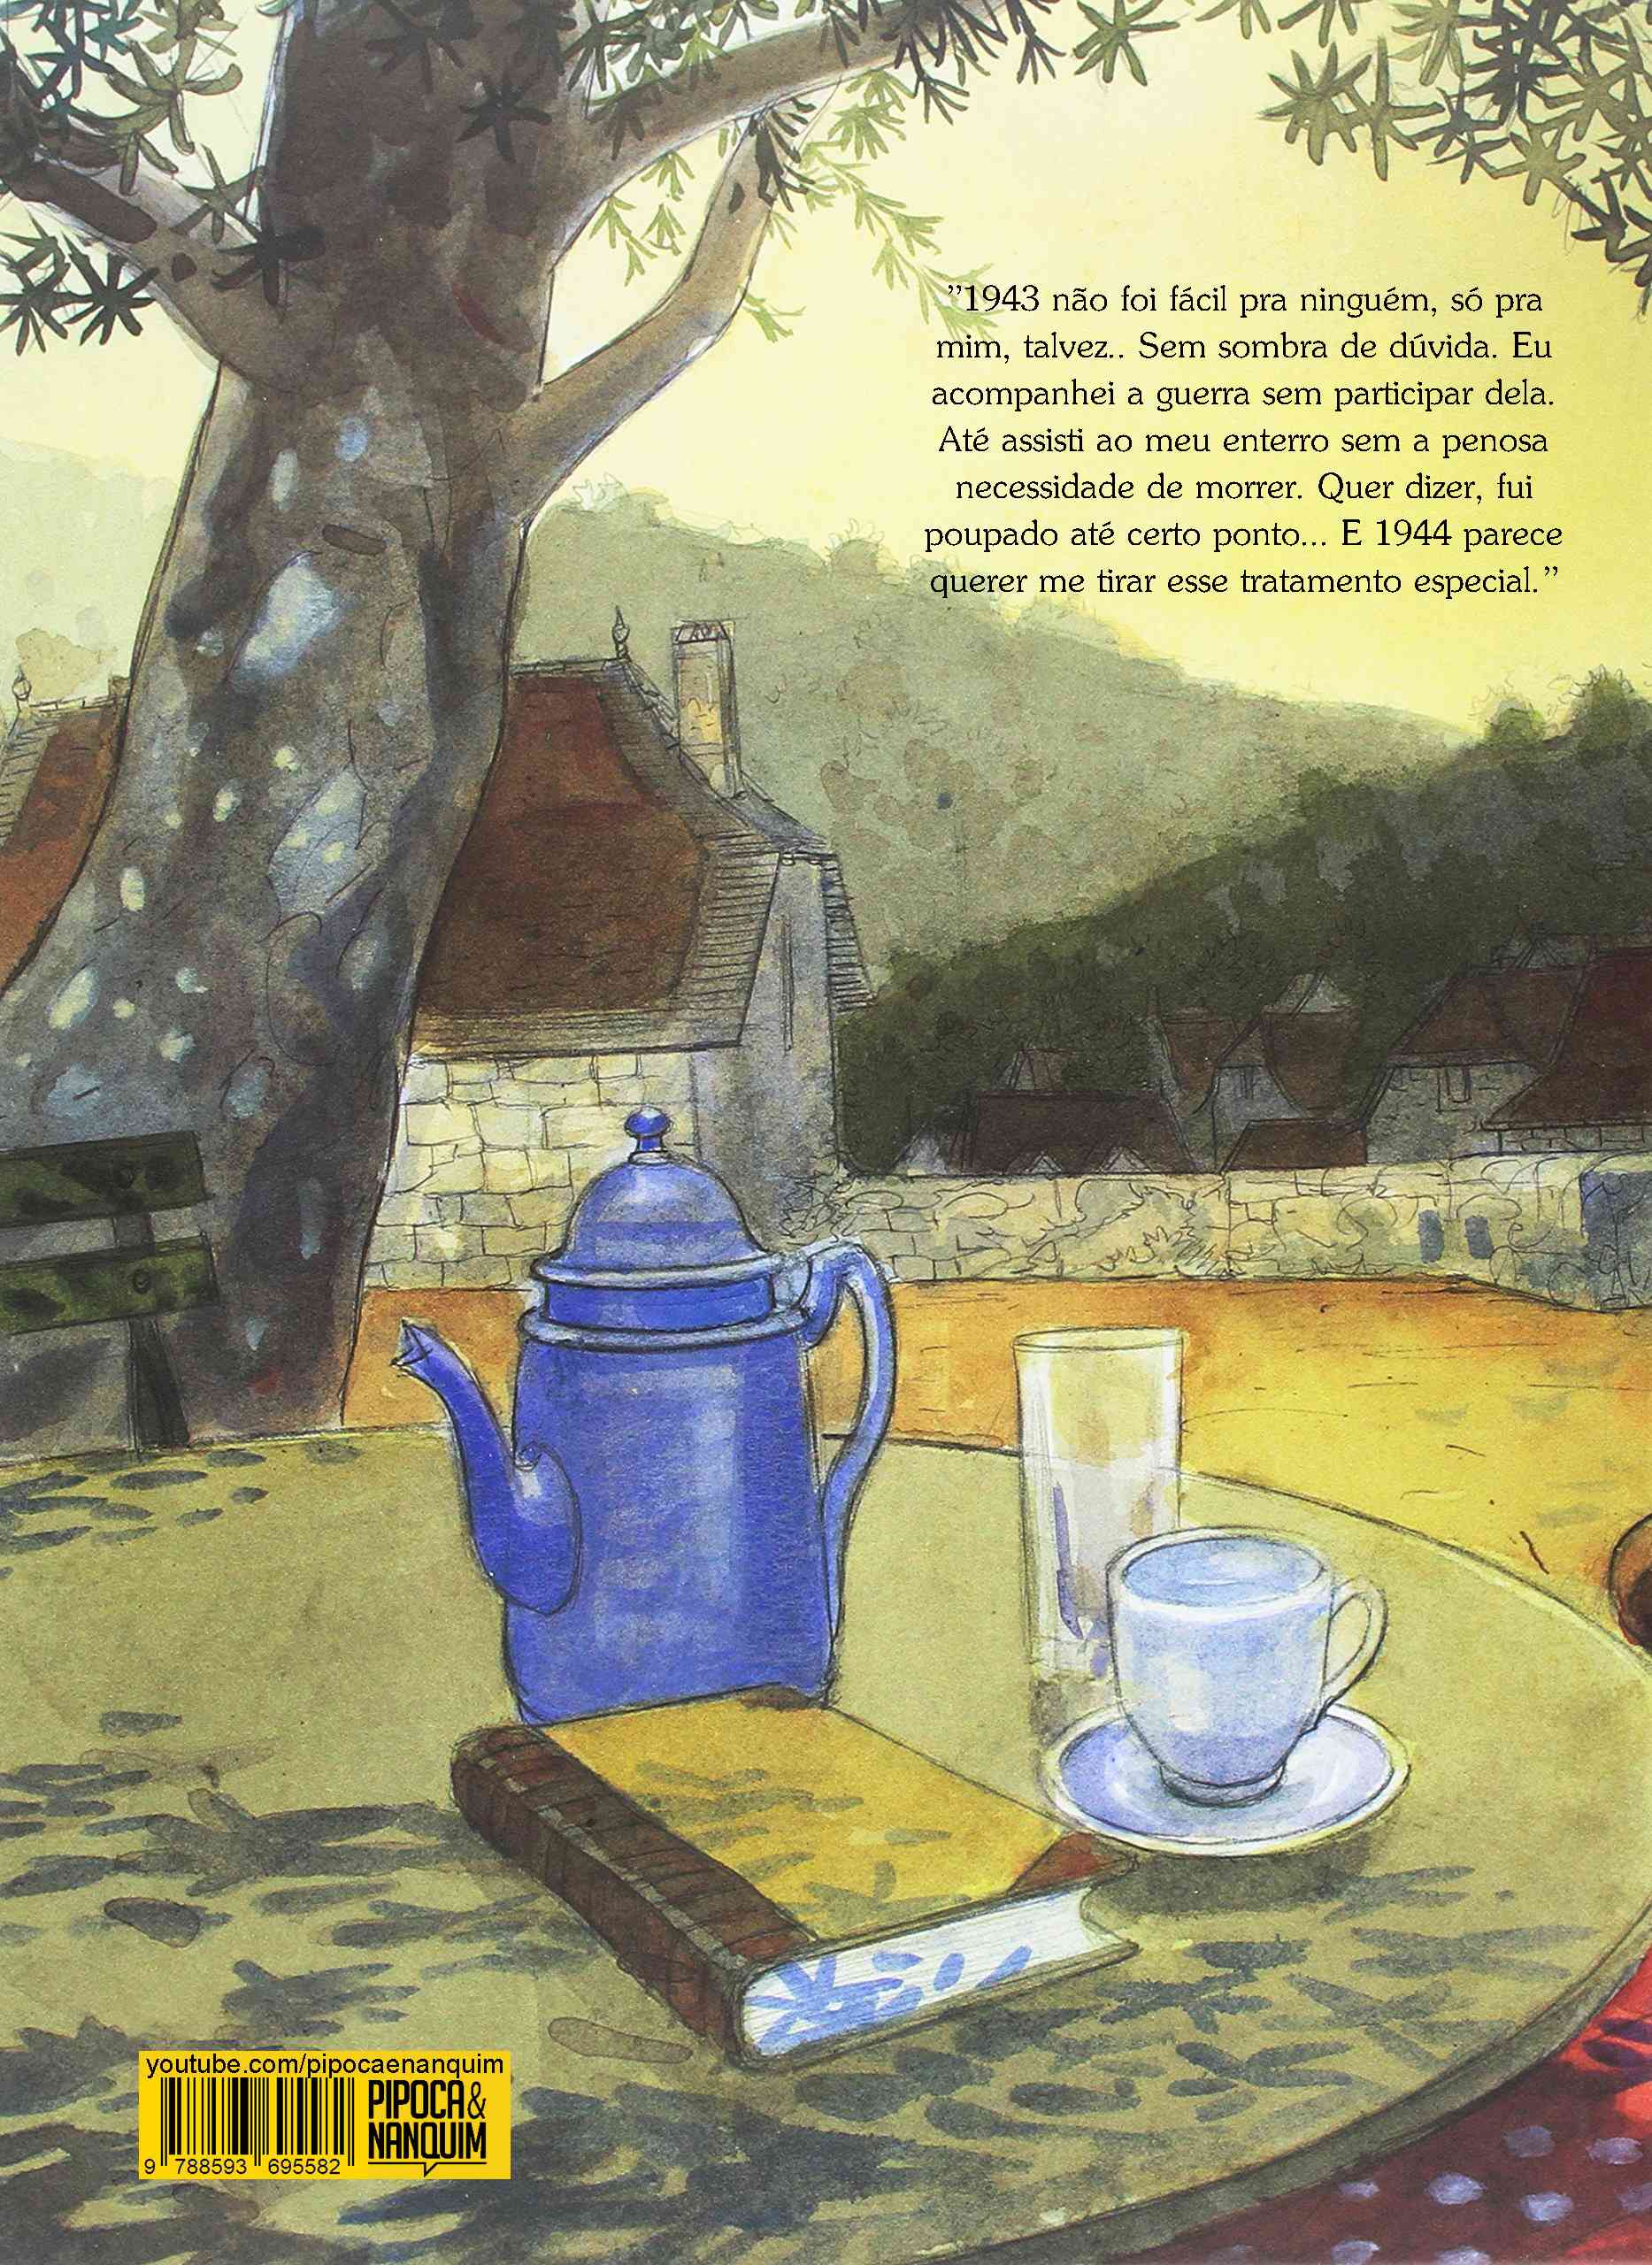 ”1943 não foi fácil pra ninguém, só pra
mim, talvez.. Sem sombra de dúvida. Eu
acompanhei a guerra sem participar dela.
Até assisti ao meu enterro sem a penosa
necessidade de morrer. Quer dizer, fui
poupado até certo ponto... E 1944 parece
querer me tirar esse tratamento especial.”
youtube.com/pipocaenanquim
PIPOCA&
NANQUIM
9 788593 695582